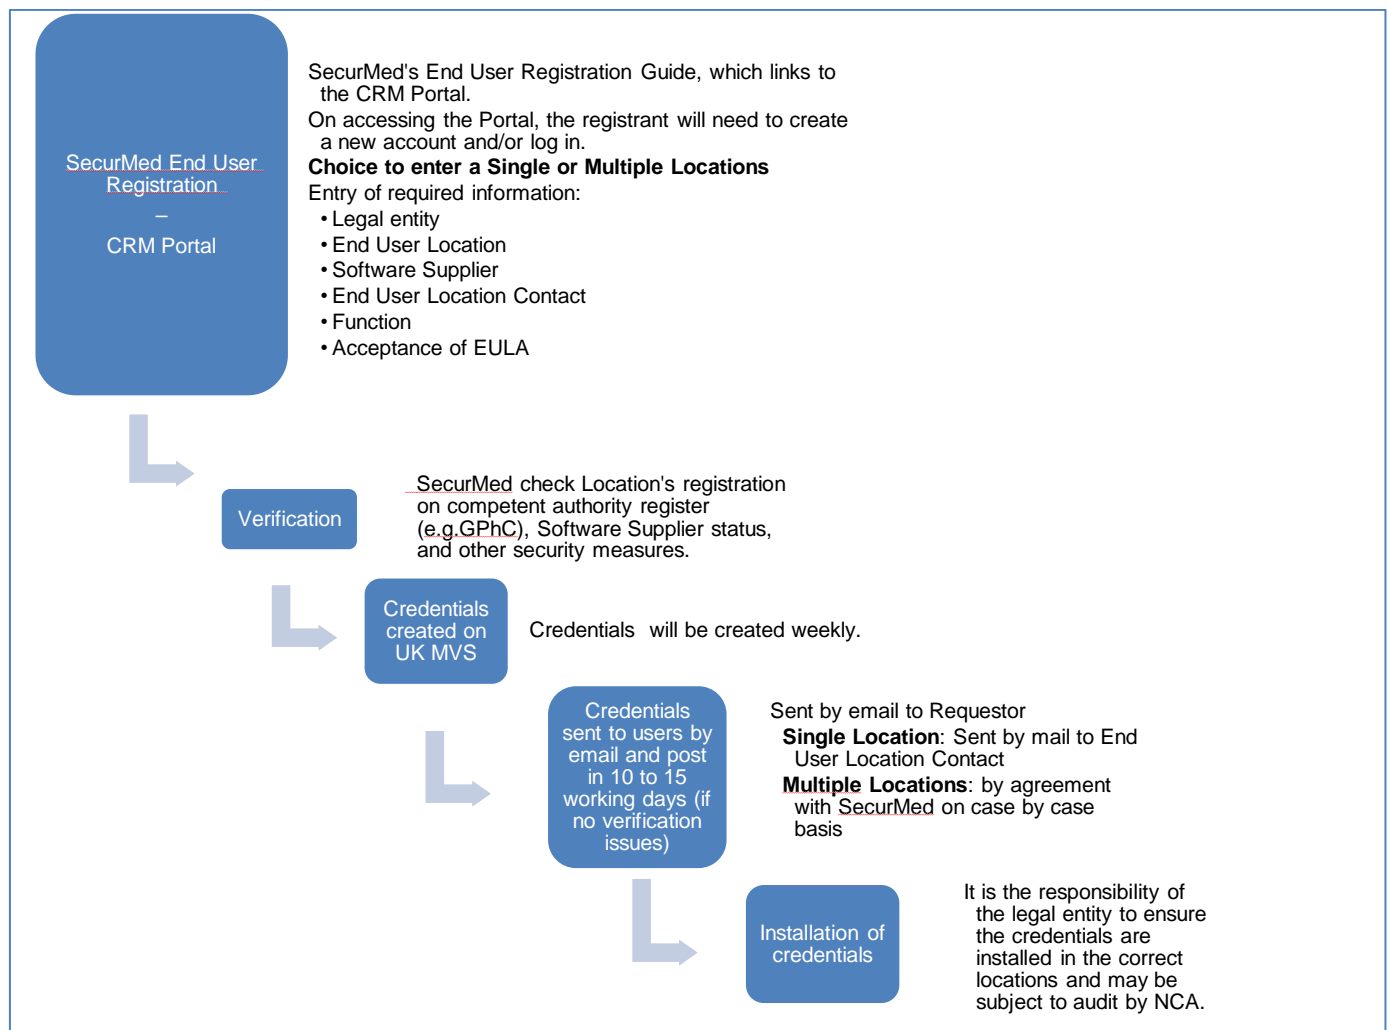 SecurMed End User
Registration
–
CRM Portal
SecurMed's End User Registration Guide, which links to
the CRM Portal.
On accessing the Portal, the registrant will need to create
a new account and/or log in.
Choice to enter a Single or Multiple Locations
Entry of required information:
• Legal entity
• End User Location
• Software Supplier
• End User Location Contact
• Function
• Acceptance of EULA
Verification
SecurMed check Location's registration
on competent authority register
(e.g.GPhC), Software Supplier status,
and other security measures.
Credentials
created on
UK MVS
Credentials will be created weekly.
Credentials
sent to users by
email and post
in 10 to 15
working days (if
no verification
issues)
Sent by email to Requestor
Single Location: Sent by mail to End
User Location Contact
Multiple Locations: by agreement
with SecurMed on case by case
basis
Installation of
credentials
It is the responsibility of
the legal entity to ensure
the credentials are
installed in the correct
locations and may be
subject to audit by NCA.